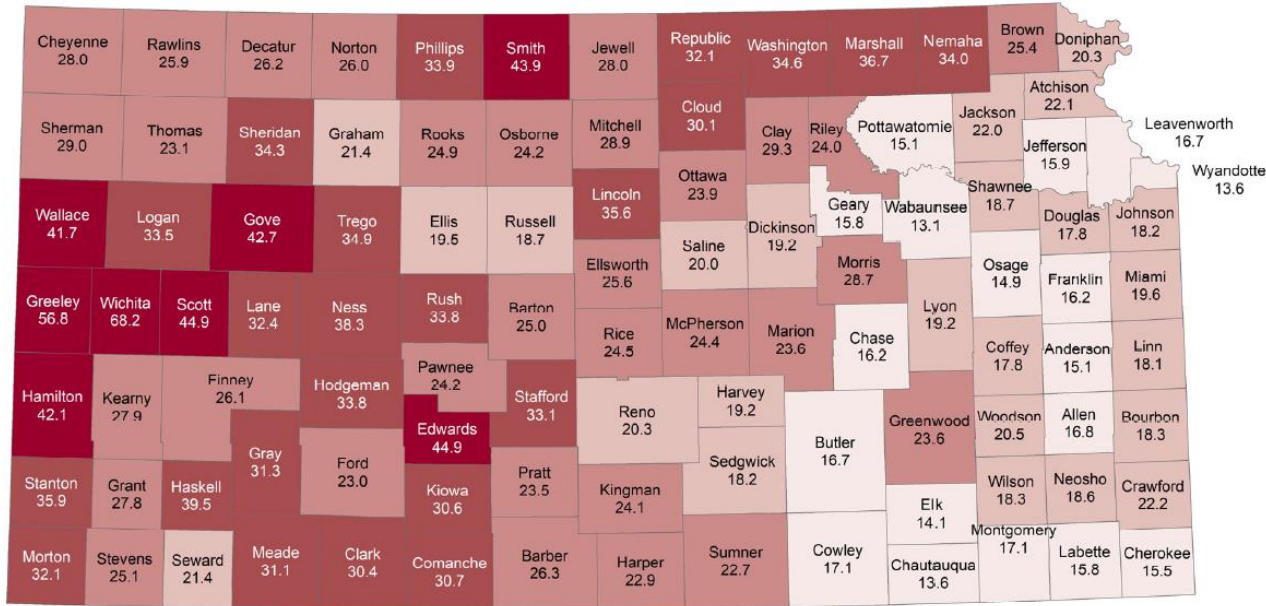 Cheyenne
28.0
Rawlins
25.9
Decatur
26.2
Norton
26.0
Phillips
33.9
Smith
43.9
Jewell
28.0
Republic
32.1
Washington
34.6
Marshall
36.7
Nemaha
34.0
Brown
25.4
Doniphan
20.3
Sherman
29.0
Thomas
23.1
Sheridan
34.3
Graham
21.4
Rooks
24.9
Osborne
24.2
Mitchell
28.9
Cloud
30.1
Clay
29.3
Riley
24.0
Pottawatomie
15.1
Jackson
22.0
Atchison
22.1
Jefferson
15.9
Leavenworth
16.7
Wyandotte
13.6
Wallace
41.7
Logan
33.5
Gove
42.7
Trego
34.9
Ellis
19.5
Russell
18.7
Lincoln
35.6
Ottawa
23.9
Saline
20.0
Dickinson
19.2
Geary
15.8
Wabaunsee
13.1
Shawnee
18.7
Douglas
17.8
Johnson
18.2
Greeley
56.8
Wichita
68.2
Scott
44.9
Lane
32.4
Ness
38.3
Rush
33.8
Barton
25.0
Ellsworth
25.6
Rice
24.5
McPherson
24.4
Marion
23.6
Morris
28.7
Chase
16.2
Lyon
19.2
Osage
14.9
Franklin
16.2
Miami
19.6
Hamilton
42.1
Kearny
27.9
Finney
26.1
Hodgeman
33.8
Pawnee
24.2
Edwards
44.9
Stafford
33.1
Reno
20.3
Harvey
19.2
Butler
16.7
Greenwood
23.6
Coffey
17.8
Anderson
15.1
Linn
18.1
Woodson
20.5
Allen
16.8
Bourbon
18.3
Stanton
35.9
Grant
27.8
Haskell
39.5
Gray
31.3
Ford
23.0
Kiowa
30.6
Pratt
23.5
Kingman
24.1
Sedgwick
18.2
Elk
14.1
Wilson
18.3
Neosho
18.6
Crawford
22.2
Morton
32.1
Stevens
25.1
Seward
21.4
Meade
31.1
Clark
30.4
Comanche
30.7
Barber
26.3
Harper
22.9
Sumner
22.7
Cowley
17.1
Chautauqua
13.6
Montgomery
17.1
Labette
15.8
Cherokee
15.5